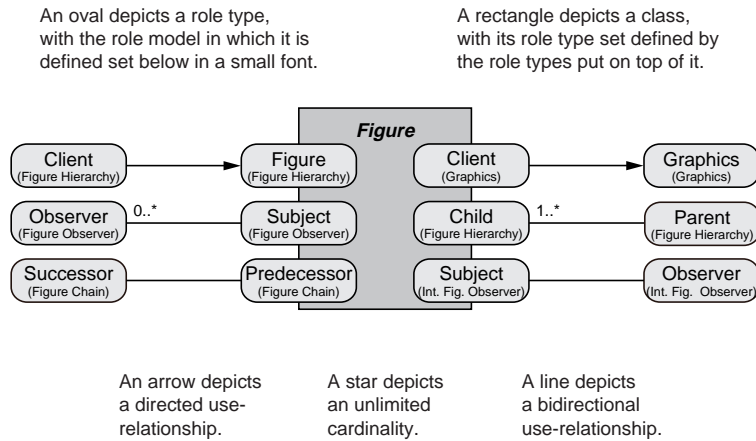 An oval depicts a role type,
with the role model in which it is
defined set below in a small font.
A rectangle depicts a class,
with its role type set defined by
the role types put on top of it.
Figure
Client
(Figure Hierarchy)
Figure
(Figure Hierarchy)
Client
(Graphics)
Graphics
(Graphics)
Observer
(Figure Observer)
0..*
Subject
(Figure Observer)
Child
(Figure Hierarchy)
1..*
Parent
(Figure Hierarchy)
Successor
(Figure Chain)
Predecessor
(Figure Chain)
Subject
(Int. Fig. Observer)
Observer
(Int. Fig. Observer)
An arrow depicts
a directed use-
relationship.
A star depicts
an unlimited
cardinality.
A line depicts
a bidirectional
use-relationship.